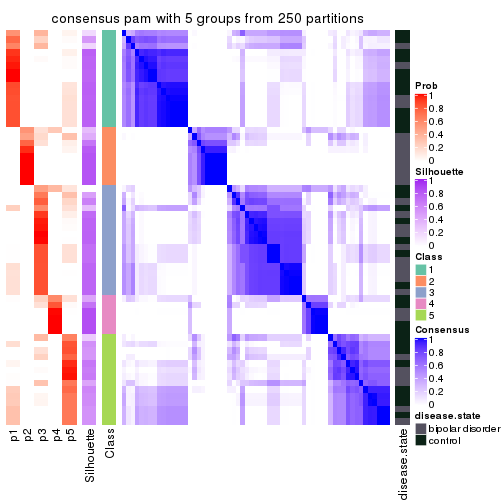 consensus pam with 5 groups from 250 partitions
Prob
1
0.8
0.6
0.4
0.2
0
Silhouette
1
0.8
0.6
0.4
0.2
0
Class
1
2
3
4
5
Consensus
1
0.8
0.6
0.4
0.2
0
disease.state
bipolar disorder
control
p1
p2
p3
p4
p5
Silhouette
Class
disease.state